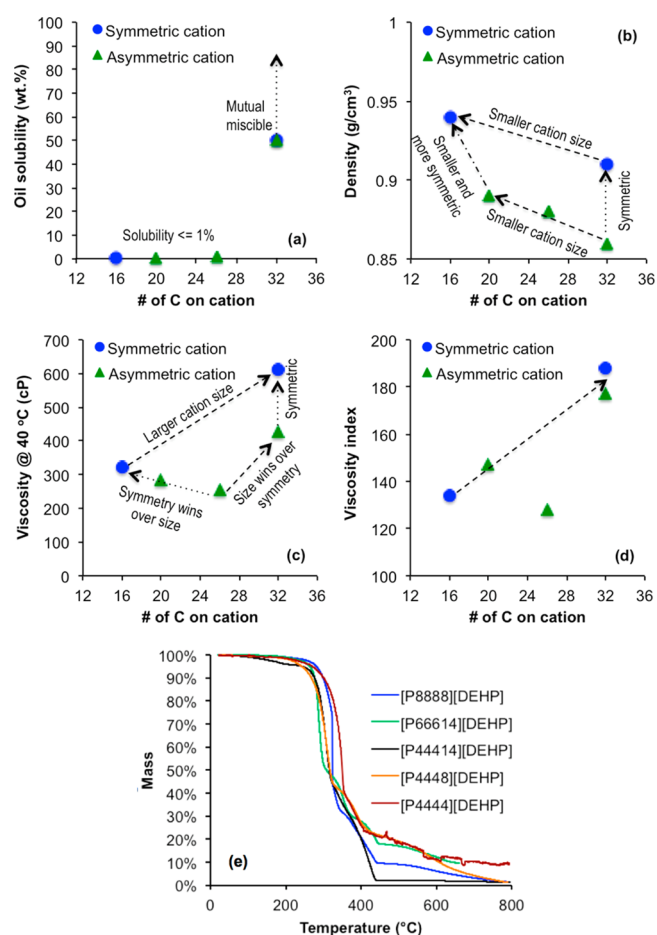 Symmetric cation
Asymmetric cation
Oil solubility (wt.%)
100
90
80
70
60
50
40
30
20
10
0
Mutual
miscible
Solubility <= 1%
(a)
12 16 20 24 28 32 36
# of C on cation
Symmetric cation
Asymmetric cation
(b)
Density (g/cm³)
1
0.95
0.9
0.85
Smaller cation size
Smaller and
more symmetric
Smaller cation size
Symmetric
12 16 20 24 28 32 36
# of C on cation
Symmetric cation
Asymmetric cation
Viscosity @ 40 °C (cP)
700
600
500
400
300
200
100
0
Larger cation size
Symmetric
Symmetry wins
over size
Size wins over
symmetry
(c)
12 16 20 24 28 32 36
# of C on cation
Symmetric cation
Asymmetric cation
Viscosity index
200
180
160
140
120
100
(d)
12 16 20 24 28 32 36
# of C on cation
Mass
100%
90%
80%
70%
60%
50%
40%
30%
20%
10%
0%
[P8888][DEHP]
[P66614][DEHP]
[P44414][DEHP]
[P4448][DEHP]
[P4444][DEHP]
(e)
0 200 400 600 800
Temperature (°C)